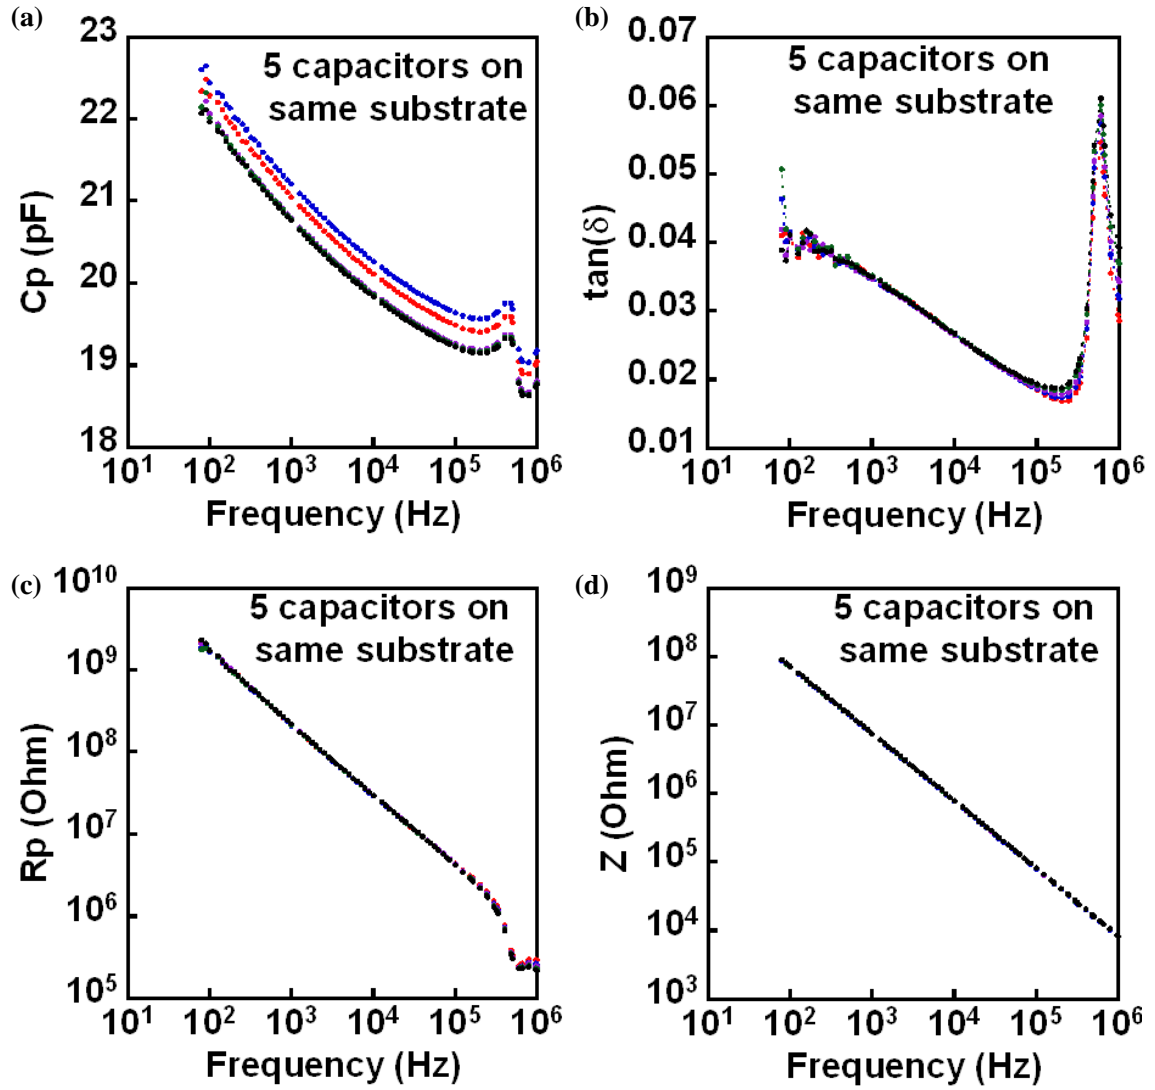 (a)
23
22
21
20
19
18
Cp (pF)
5 capacitors on
same substrate
10¹ 10² 10³ 10⁴ 10⁵ 10⁶
Frequency (Hz)
(b)
0.07
0.06
0.05
0.04
0.03
0.02
0.01
tan(δ)
5 capacitors on
same substrate
10¹ 10² 10³ 10⁴ 10⁵ 10⁶
Frequency (Hz)
(c)
10¹⁰
10⁹
10⁸
10⁷
10⁶
10⁵
Rp (Ohm)
5 capacitors on
same substrate
10¹ 10² 10³ 10⁴ 10⁵ 10⁶
Frequency (Hz)
(d)
10⁹
10⁸
10⁷
10⁶
10⁵
10⁴
10³
Z (Ohm)
5 capacitors on
same substrate
10¹ 10² 10³ 10⁴ 10⁵ 10⁶
Frequency (Hz)